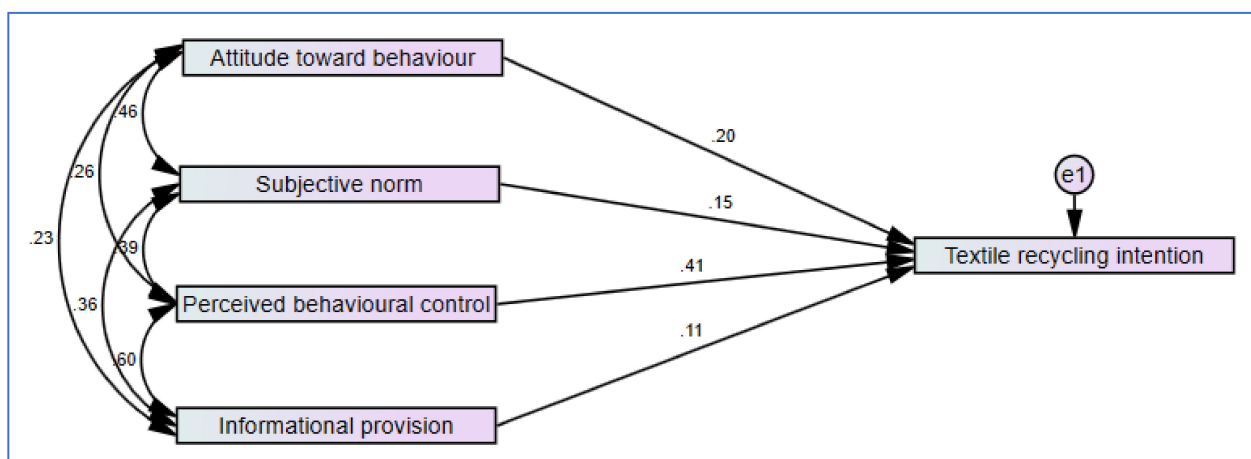 Attitude toward behaviour
.46
.20
.26
Subjective norm
e1
.15
.23
.39
Textile recycling intention
.41
.36
Perceived behavioural control
.11
.60
Informational provision